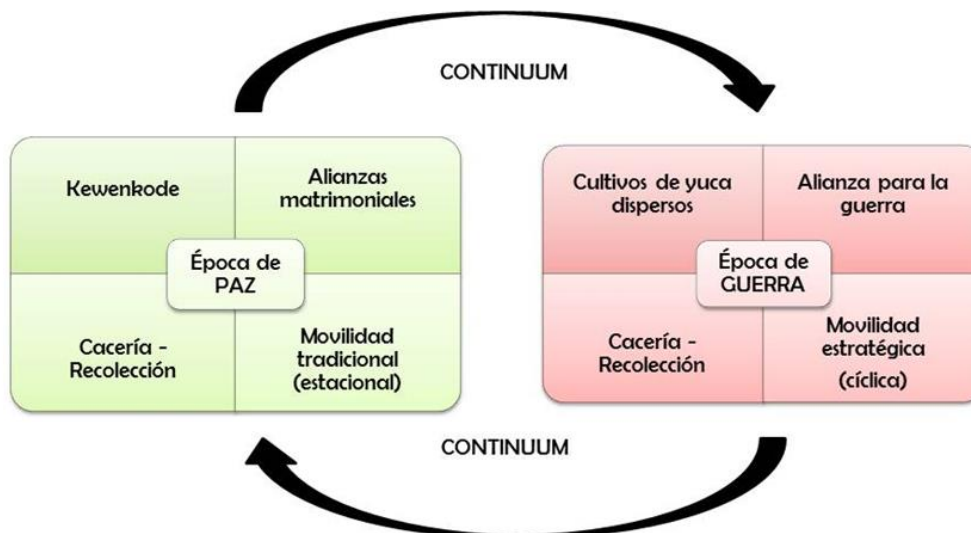 CONTINUUM
Kewenkode
Alianzas
matrimoniales
Época de
PAZ
Cacería -
Recolección
Movilidad
tradicional
(estacional)
Cultivos de yuca
dispersos
Alianza para la
guerra
Época de
GUERRA
Cacería -
Recolección
Movilidad
estratégica
(cíclica)
CONTINUUM